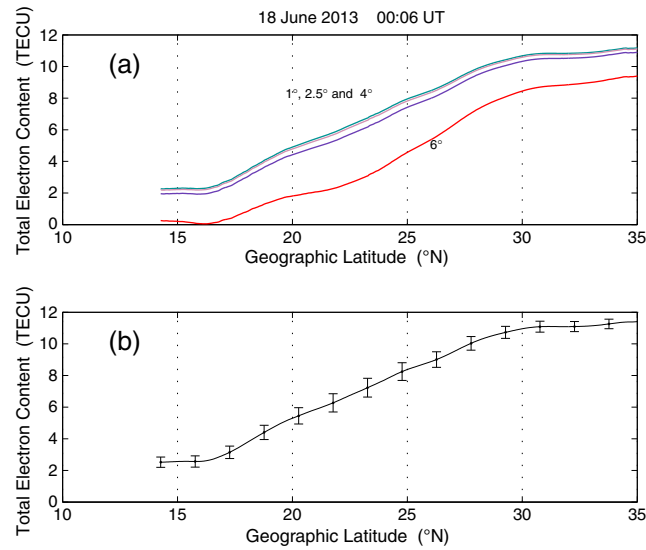 18 June 2013 00:06 UT
Total Electron Content (TECU)
12
10
8
6
4
2
0
(a)
1°, 2.5° and 4°
6°
10 15 20 25 30 35
Geographic Latitude (°N)
Total Electron Content (TECU)
12
10
8
6
4
2
0
(b)
10 15 20 25 30 35
Geographic Latitude (°N)